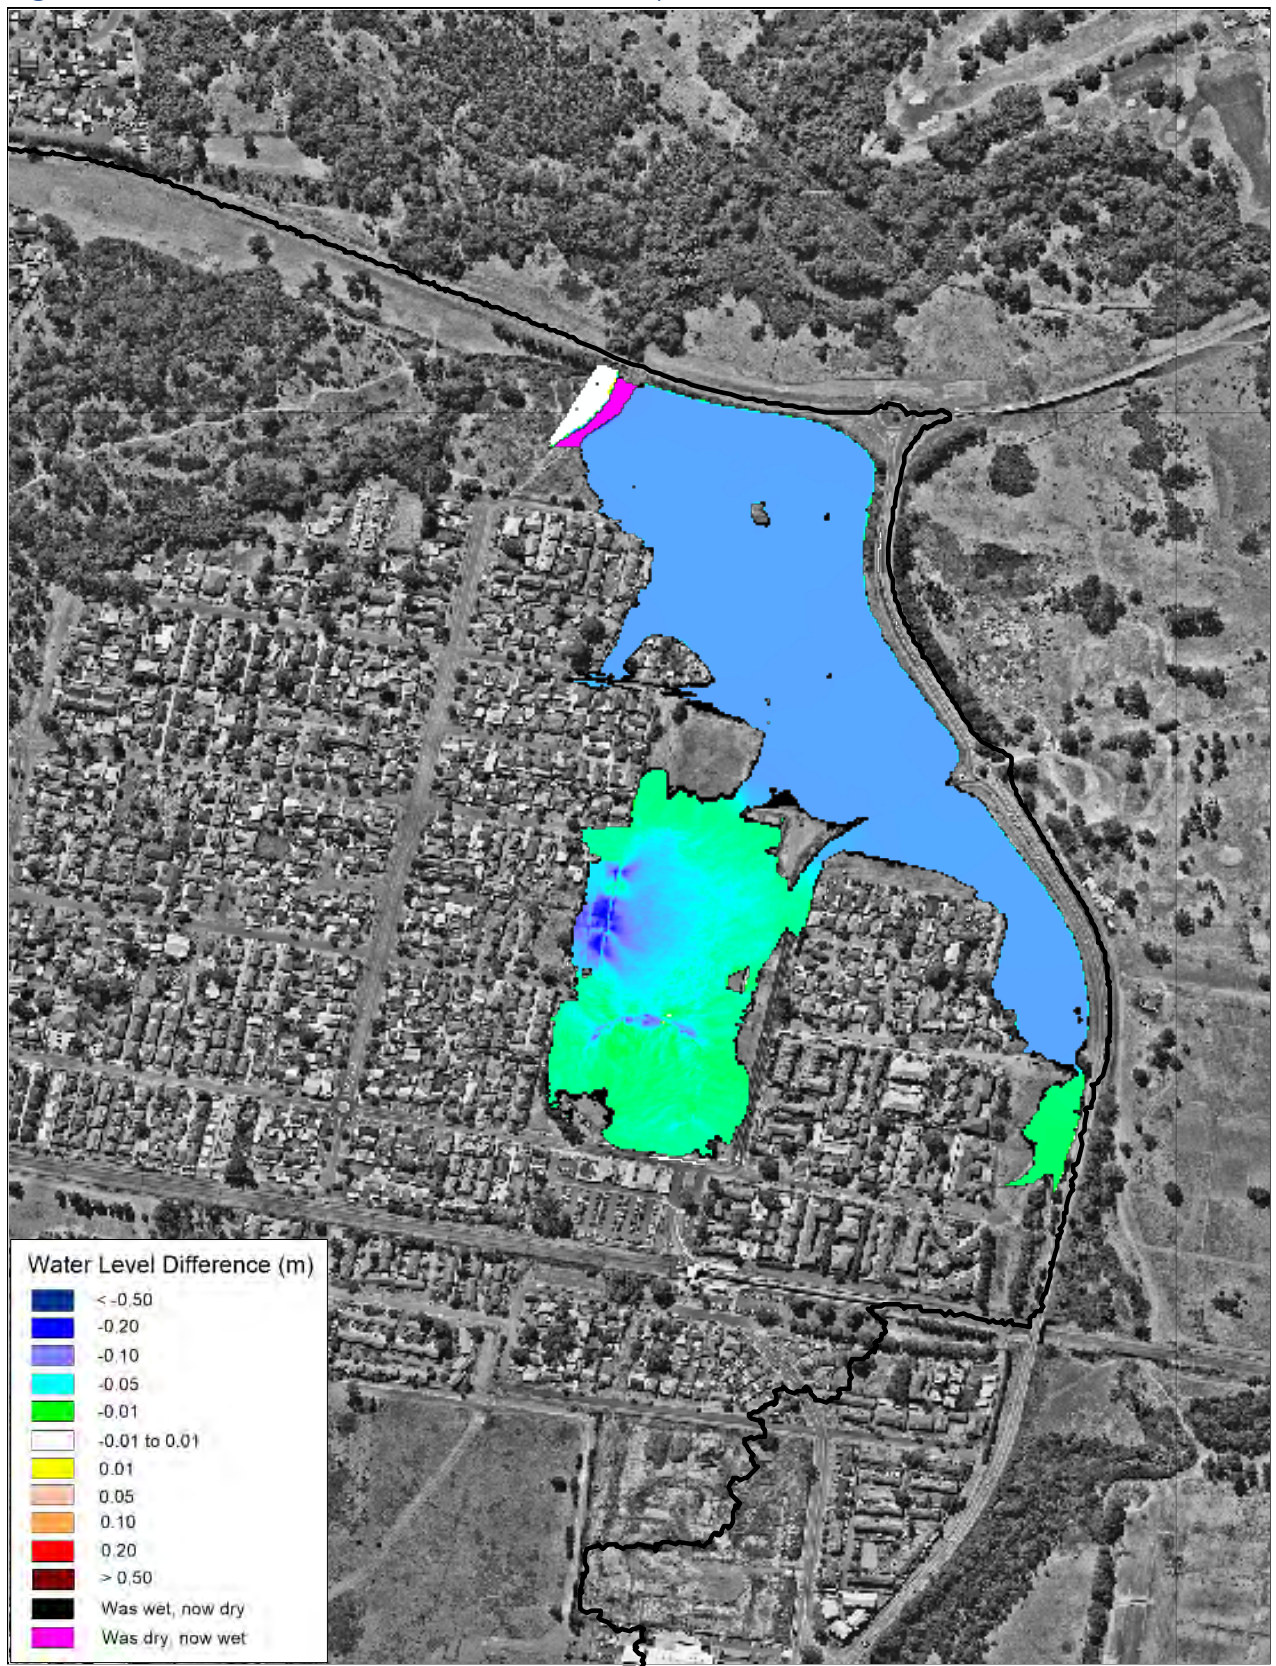 Water Level Difference (m)
< -0.50
-0.20
-0.10
-0.05
-0.01
-0.01 to 0.01
0.01
0.05
0.10
0.20
> 0.50
Was wet, now dry
Was dry, now wet